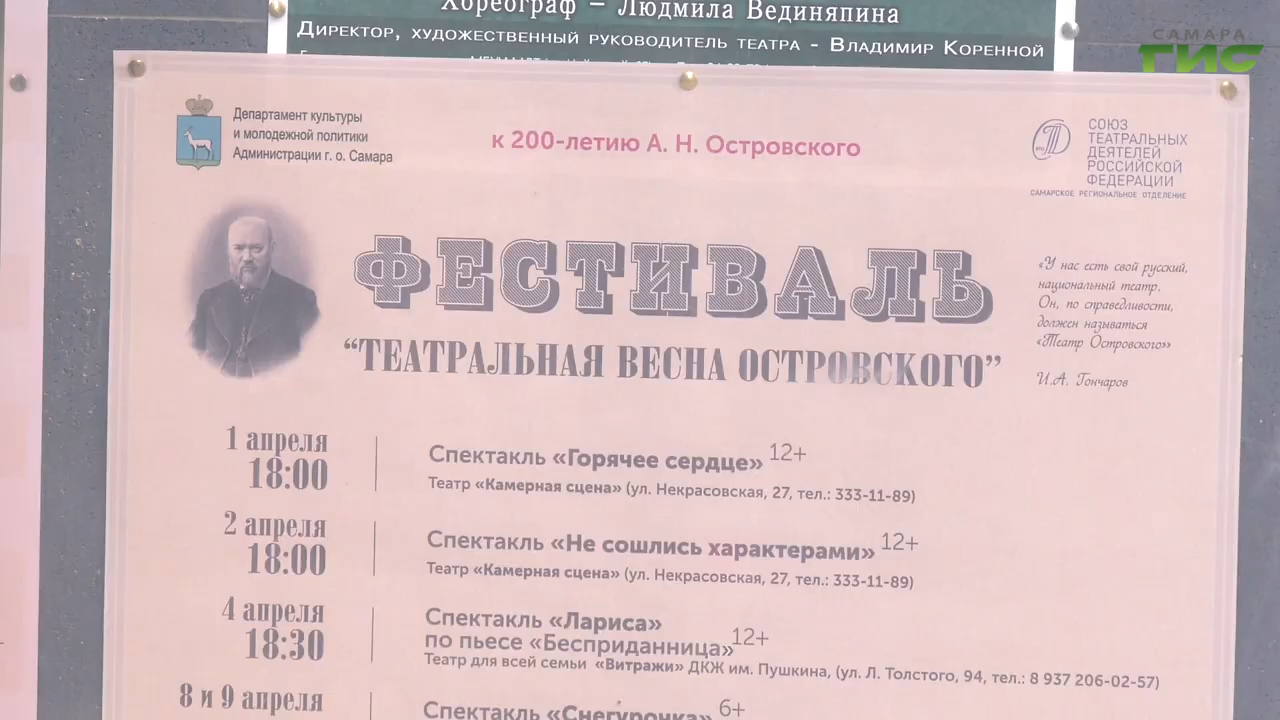 Хореограф – Людмила Вединяпина
Директор, художественный руководитель театра - Владимир Коренной
САМАРА
ГИС
Департамент культуры
и молодежной политики
Администрации г. о. Самара
к 200-летию А. Н. Островского
СОЮЗ
ТЕАТРАЛЬНЫХ
ДЕЯТЕЛЕЙ
РОССИЙСКОЙ
ФЕДЕРАЦИИ
САМАРСКОЕ РЕГИОНАЛЬНОЕ ОТДЕЛЕНИЕ
ФЕСТИВАЛЬ
“ТЕАТРАЛЬНАЯ ВЕСНА ОСТРОВСКОГО”
«У нас есть свой русский,
национальный театр.
Он, по справедливости,
должен называться
«Театр Островского»
И.А. Гончаров
1 апреля
18:00
Спектакль «Горячее сердце» 12+
Театр «Камерная сцена» (ул. Некрасовская, 27, тел.: 333-11-89)
2 апреля
18:00
Спектакль «Не сошлись характерами» 12+
Театр «Камерная сцена» (ул. Некрасовская, 27, тел.: 333-11-89)
4 апреля
18:30
Спектакль «Лариса»
по пьесе «Бесприданница» 12+
Театр для всей семьи «Витражи» ДКЖ им. Пушкина, (ул. Л. Толстого, 94, тел.: 8 937 206-02-57)
8 и 9 апреля
Спектакль «Снегурочка» 6+